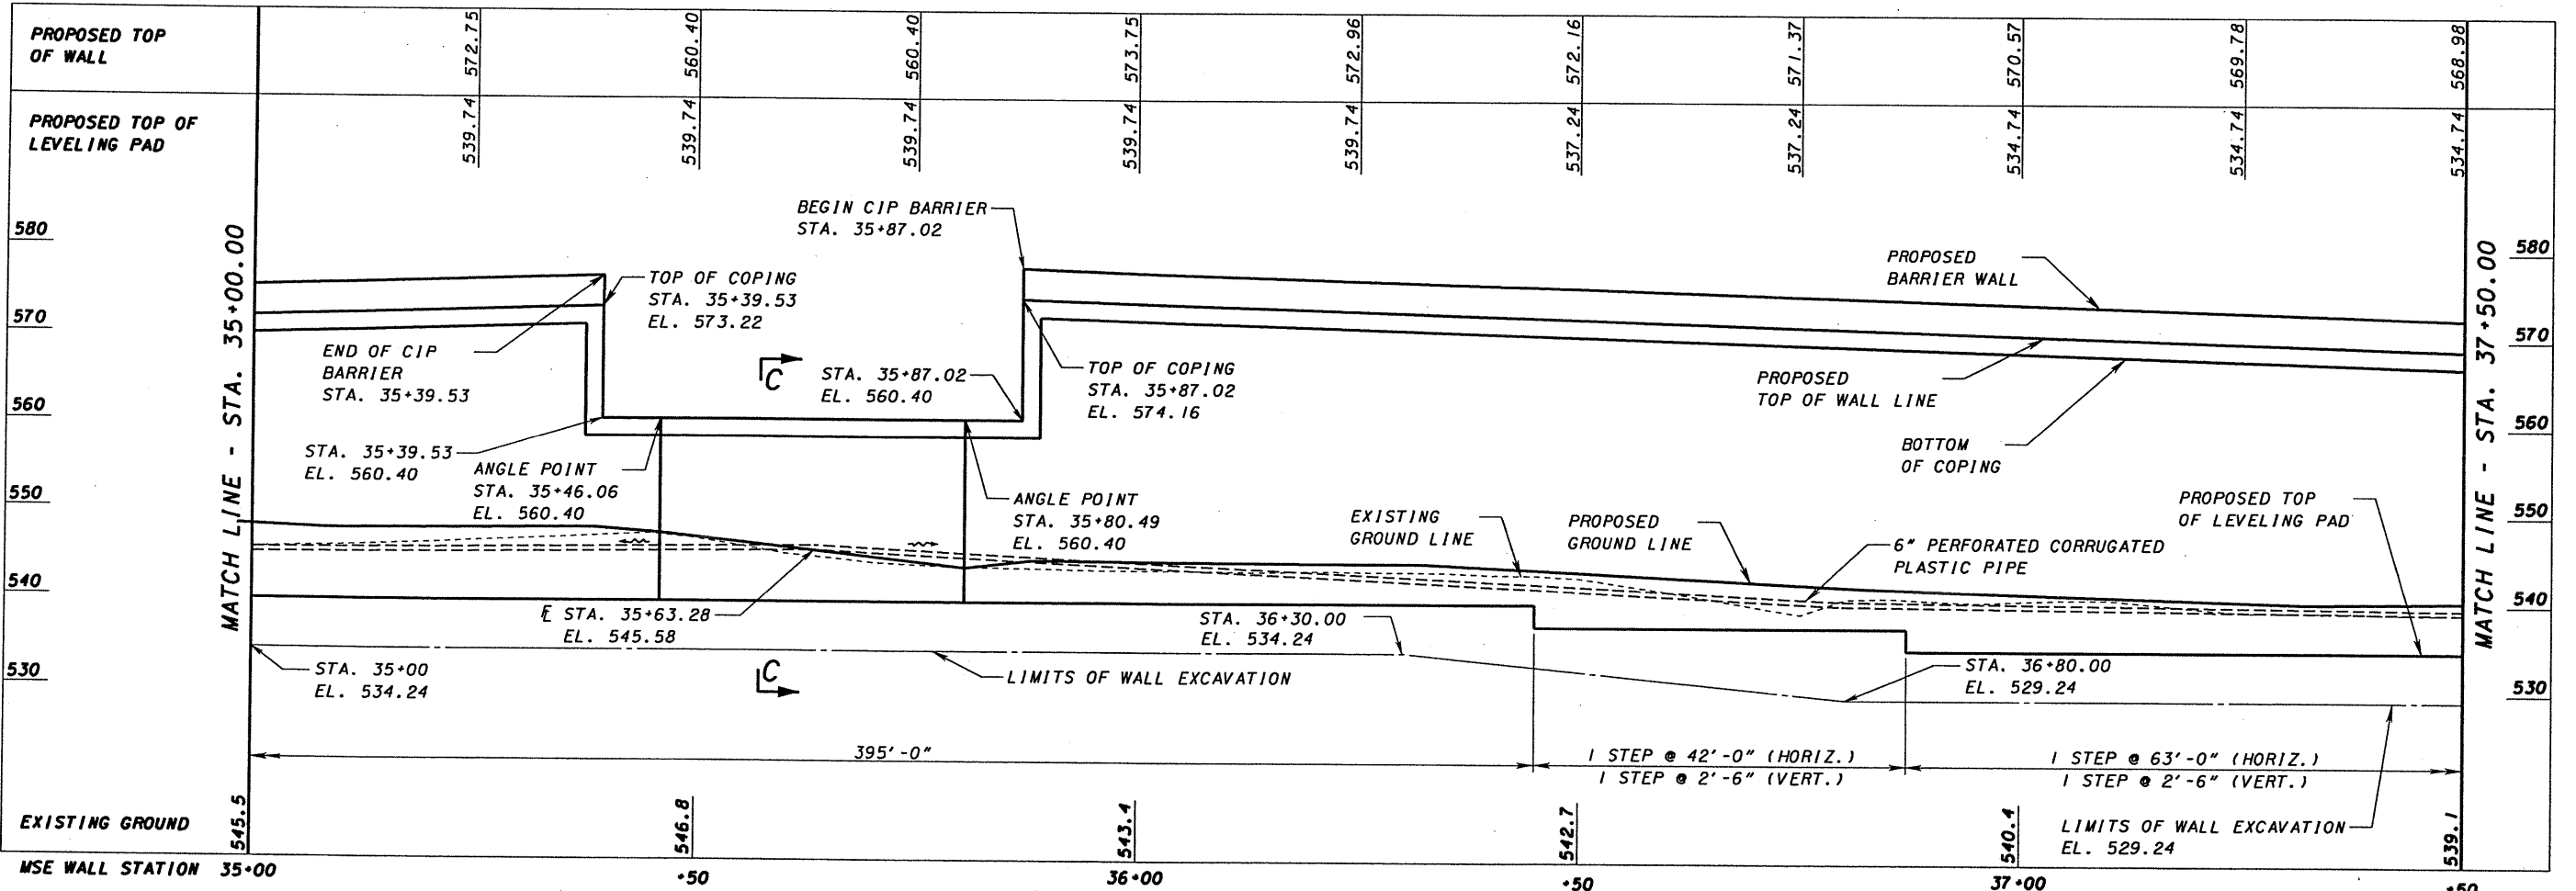 PROPOSED TOP
OF WALL
572.75
560.40
560.40
573.75
572.96
572.16
571.37
570.57
569.78
568.98
PROPOSED TOP OF
LEVELING PAD
539.74
539.74
539.74
539.74
539.74
537.24
537.24
534.74
534.74
534.74
580
570
560
550
540
530
MATCH LINE - STA. 35+00.00
BEGIN CIP BARRIER
STA. 35+87.02
TOP OF COPING
STA. 35+39.53
EL. 573.22
END OF CIP
BARRIER
STA. 35+39.53
C
STA. 35+87.02
EL. 560.40
TOP OF COPING
STA. 35+87.02
EL. 574.16
PROPOSED
BARRIER WALL
PROPOSED
TOP OF WALL LINE
BOTTOM
OF COPING
STA. 35+39.53
EL. 560.40
ANGLE POINT
STA. 35+46.06
EL. 560.40
ANGLE POINT
STA. 35+80.49
EL. 560.40
EXISTING
GROUND LINE
PROPOSED
GROUND LINE
6" PERFORATED CORRUGATED
PLASTIC PIPE
PROPOSED TOP
OF LEVELING PAD
℄ STA. 35+63.28
EL. 545.58
STA. 36+30.00
EL. 534.24
STA. 35+00
EL. 534.24
C
LIMITS OF WALL EXCAVATION
STA. 36+80.00
EL. 529.24
MATCH LINE - STA. 37+50.00
580
570
560
550
540
530
395'-0"
1 STEP @ 42'-0" (HORIZ.)
1 STEP @ 2'-6" (VERT.)
1 STEP @ 63'-0" (HORIZ.)
1 STEP @ 2'-6" (VERT.)
LIMITS OF WALL EXCAVATION
EL. 529.24
EXISTING GROUND
545.5
546.8
543.4
542.7
540.4
539.1
MSE WALL STATION
35+00
+50
36+00
+50
37+00
+50